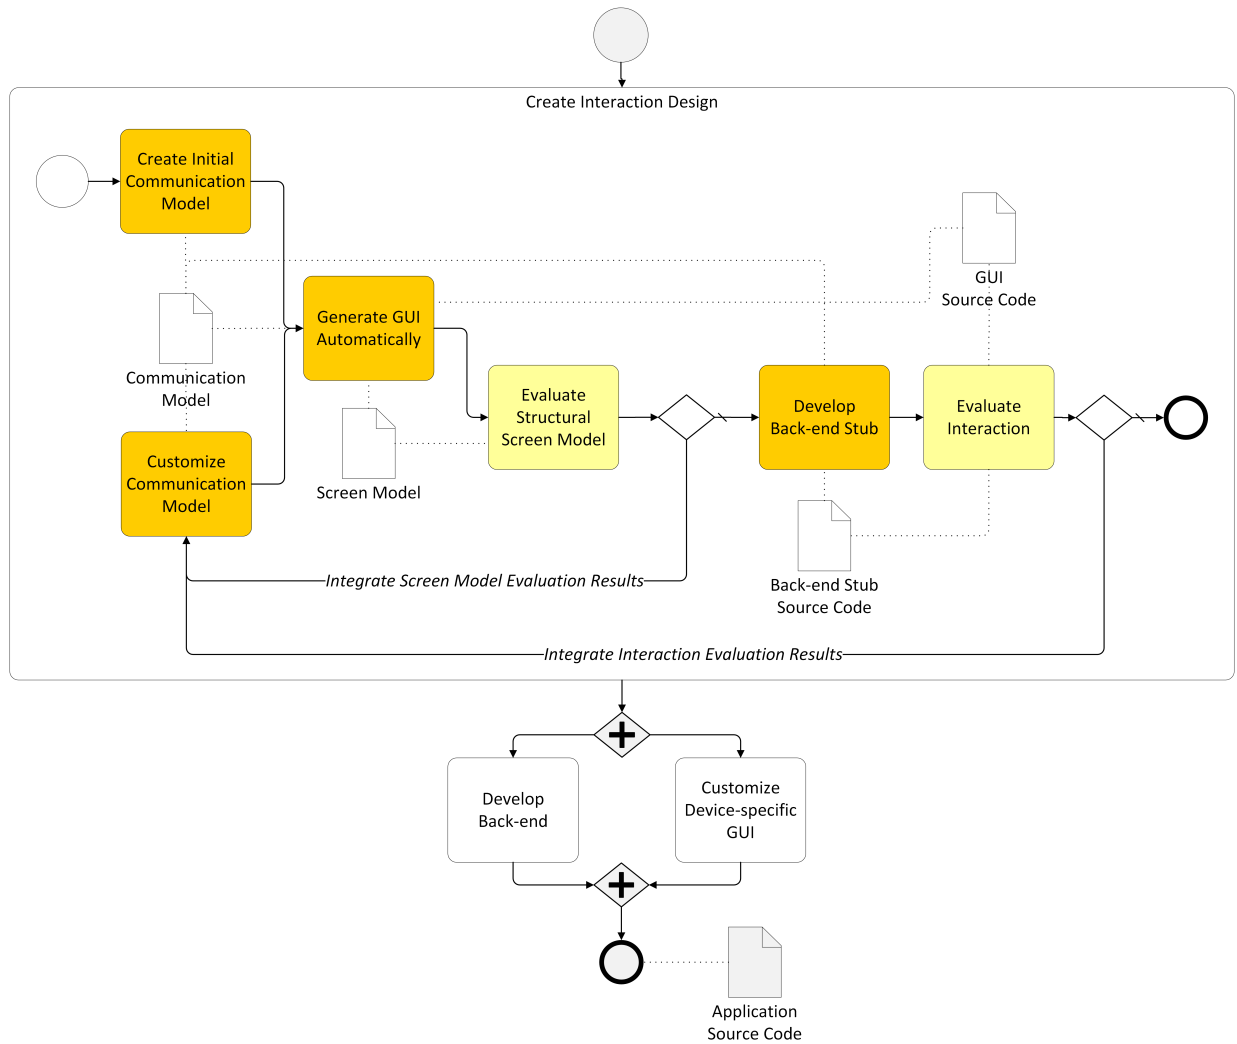 Create Interaction Design
Create Initial
Communication
Model
GUI
Source Code
Generate GUI
Automatically
Communication
Model
Evaluate
Structural
Screen Model
Develop
Back-end Stub
Evaluate
Interaction
Customize
Communication
Model
Screen Model
Integrate Screen Model Evaluation Results
Back-end Stub
Source Code
Integrate Interaction Evaluation Results
Develop
Back-end
Customize
Device-specific
GUI
Application
Source Code